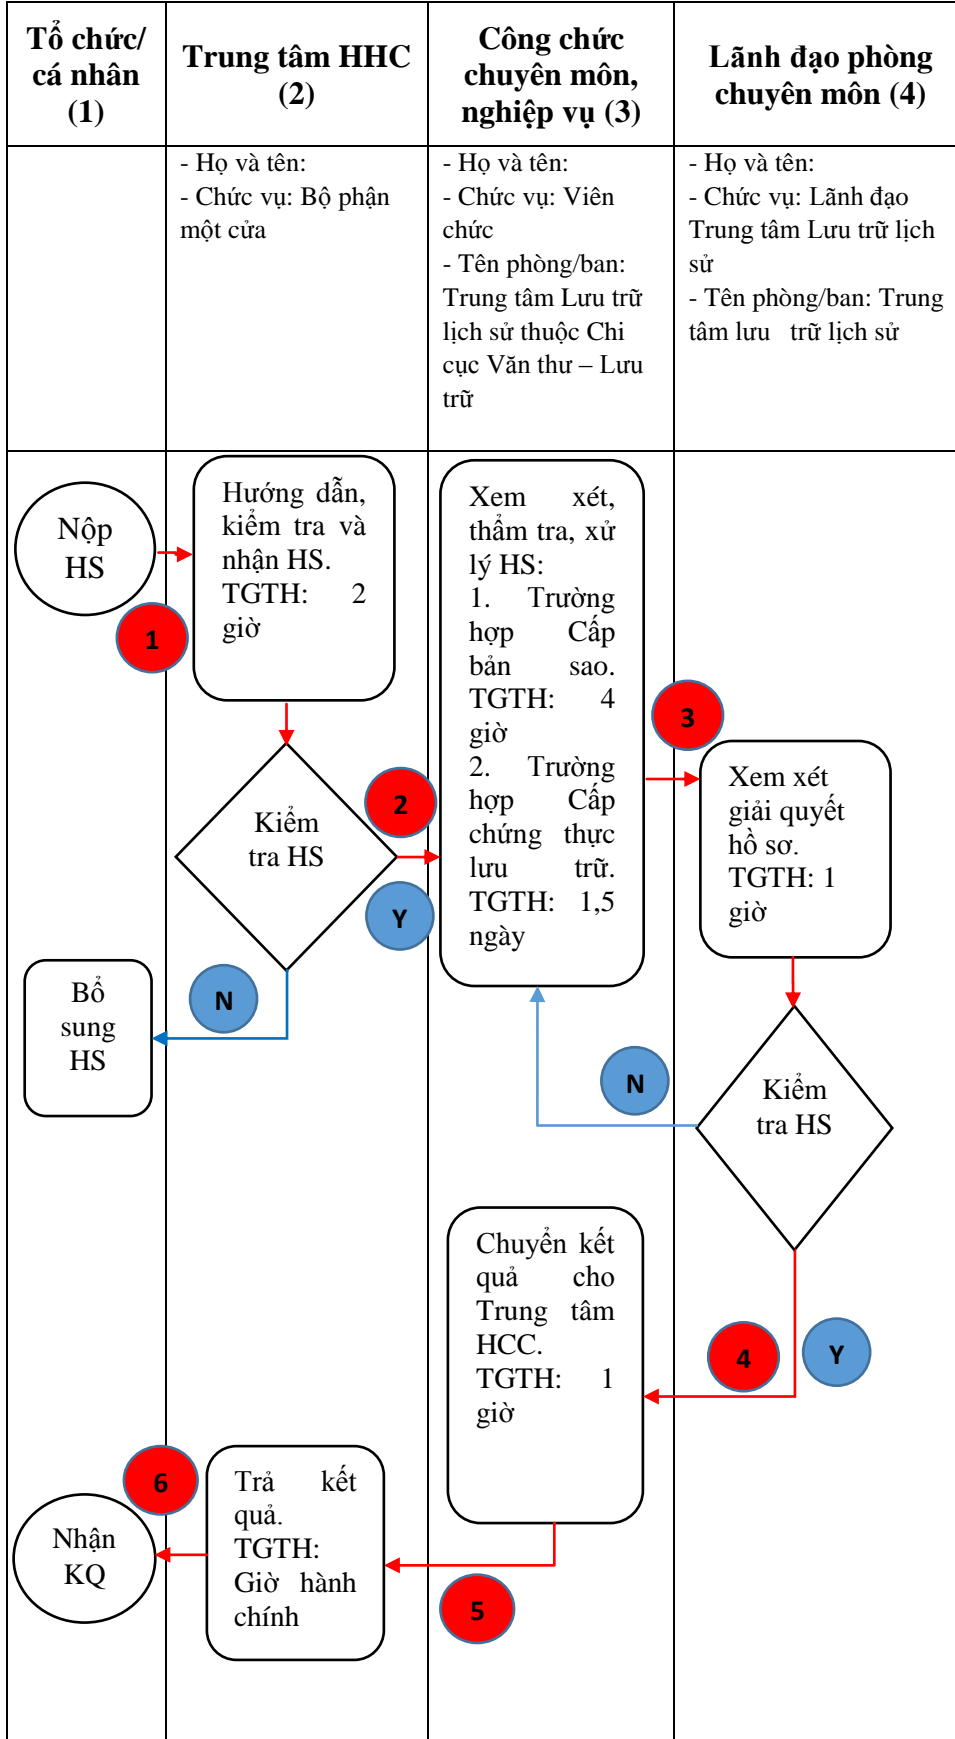 Tổ chức/
cá nhân
(1)
Trung tâm HHC
(2)
Công chức
chuyên môn,
nghiệp vụ (3)
Lãnh đạo phòng
chuyên môn (4)
- Họ và tên:
- Chức vụ: Bộ phận
một cửa
- Họ và tên:
- Chức vụ: Viên
chức
- Tên phòng/ban:
Trung tâm Lưu trữ
lịch sử thuộc Chi
cục Văn thư – Lưu
trữ
- Họ và tên:
- Chức vụ: Lãnh đạo
Trung tâm Lưu trữ lịch
sử
- Tên phòng/ban: Trung
tâm lưu trữ lịch sử
Nộp
HS
1
Hướng dẫn,
kiểm tra và
nhận HS.
TGTH: 2
giờ
Kiểm
tra HS
2
Y
N
Bổ
sung
HS
Xem xét,
thẩm tra, xử
lý HS:
1. Trường
hợp Cấp
bản sao.
TGTH: 4
giờ
2. Trường
hợp Cấp
chứng thực
lưu trữ.
TGTH: 1,5
ngày
3
Xem xét
giải quyết
hồ sơ.
TGTH: 1
giờ
N
Kiểm
tra HS
4
Y
Chuyển kết
quả cho
Trung tâm
HCC.
TGTH: 1
giờ
5
Trả kết
quả.
TGTH:
Giờ hành
chính
6
Nhận
KQ